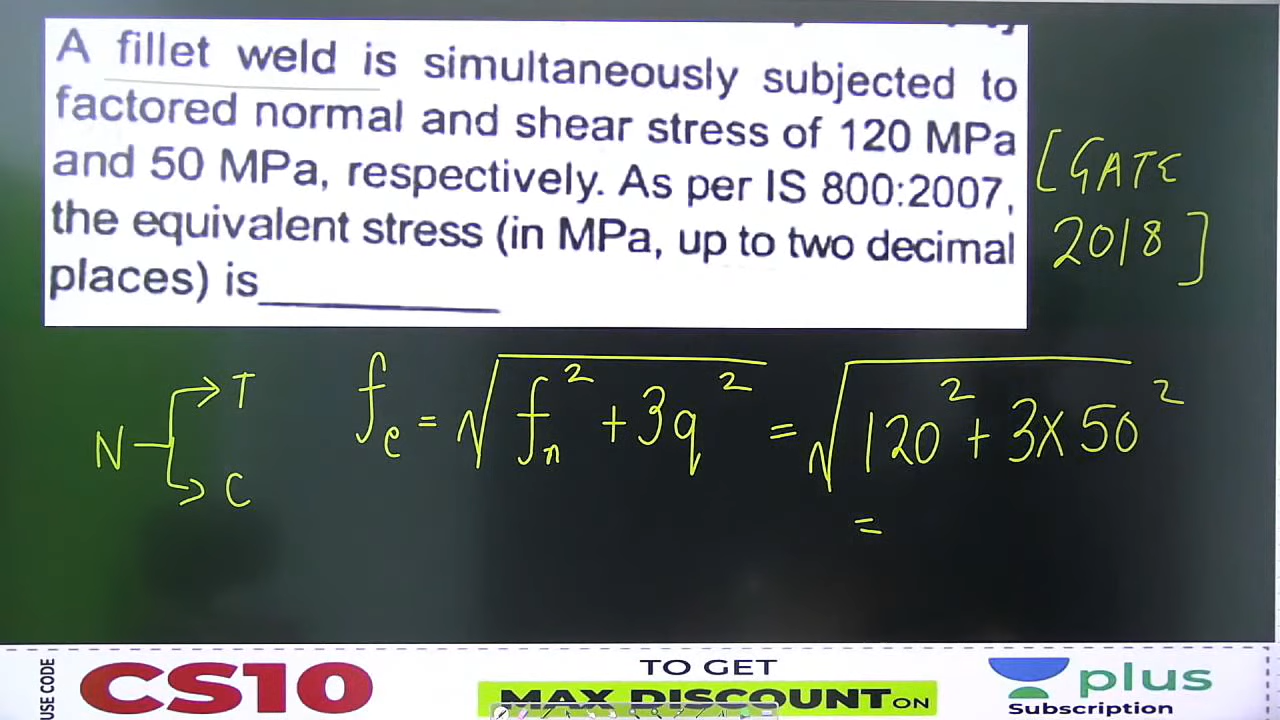 A fillet weld is simultaneously subjected to
factored normal and shear stress of 120 MPa
and 50 MPa, respectively. As per IS 800:2007,
the equivalent stress (in MPa, up to two decimal
places) is__________
[GATE
2018]
N → T
→ C
fe = √fn² + 3q² = √120² + 3×50²
=
USE CODE
CS10
TO GET
MAX DISCOUNT ON
plus
Subscription